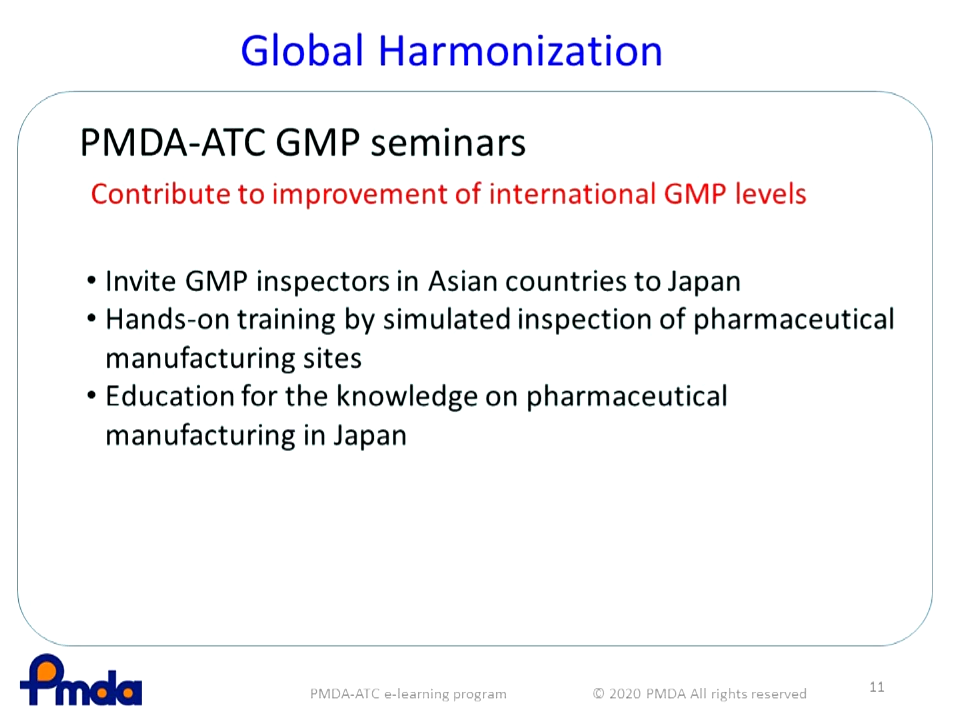 Global Harmonization
PMDA-ATC GMP seminars
Contribute to improvement of international GMP levels
• Invite GMP inspectors in Asian countries to Japan
• Hands-on training by simulated inspection of pharmaceutical
manufacturing sites
• Education for the knowledge on pharmaceutical
manufacturing in Japan
Pmda
PMDA-ATC e-learning program
© 2020 PMDA All rights reserved
11